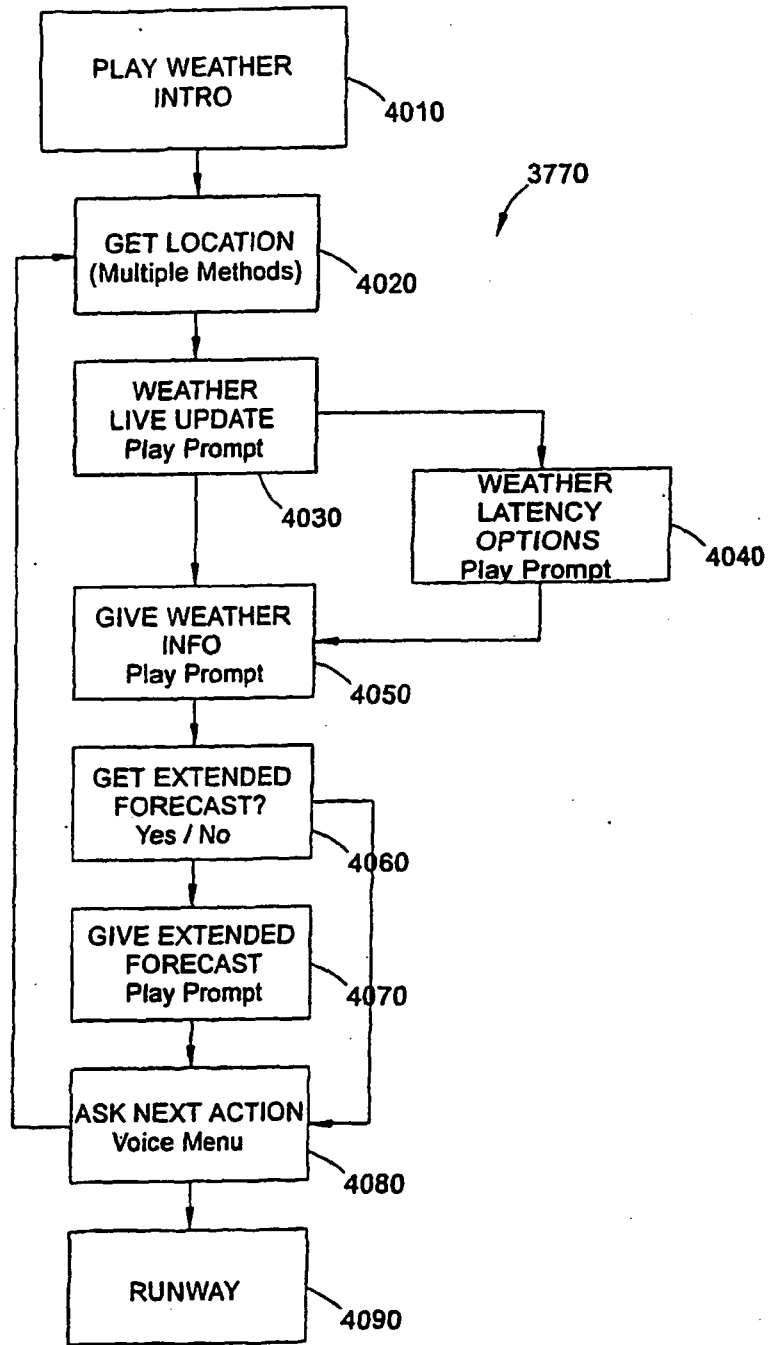 PLAY WEATHER
INTRO
4010
3770
GET LOCATION
(Multiple Methods)
4020
WEATHER
LIVE UPDATE
Play Prompt
4030
WEATHER
LATENCY
OPTIONS
Play Prompt
4040
GIVE WEATHER
INFO
Play Prompt
4050
GET EXTENDED
FORECAST?
Yes / No
4060
GIVE EXTENDED
FORECAST
Play Prompt
4070
ASK NEXT ACTION
Voice Menu
4080
RUNWAY
4090